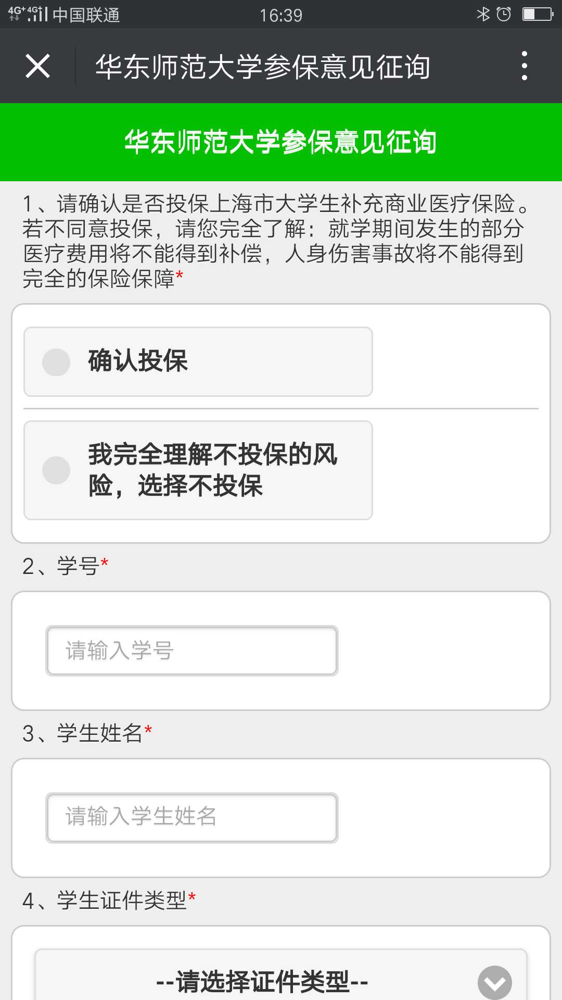 4G+ 4G+ 中国联通 16:39
华东师范大学参保意见征询
华东师范大学参保意见征询
1、请确认是否投保上海市大学生补充商业医疗保险。
若不同意投保，请您完全了解：就学期间发生的部分
医疗费用将不能得到补偿，人身伤害事故将不能得到
完全的保险保障*
确认投保
我完全理解不投保的风
险，选择不投保
2、学号*
请输入学号
3、学生姓名*
请输入学生姓名
4、学生证件类型*
--请选择证件类型--